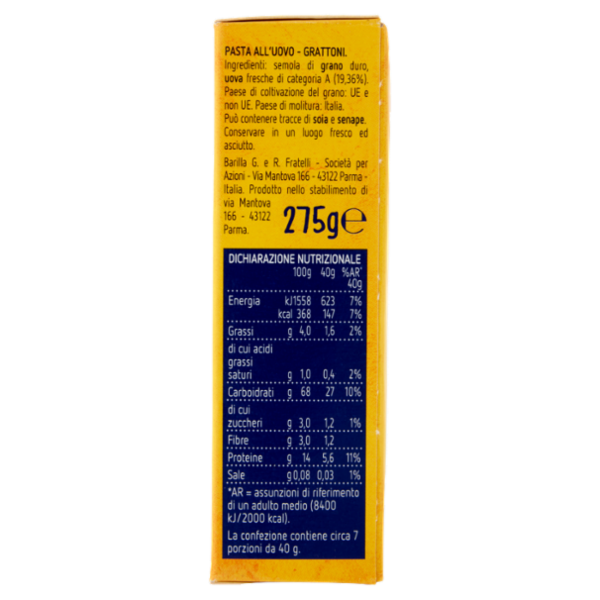 PASTA ALL'UOVO - GRATTONI.
Ingredienti: semola di grano duro,
uova fresche di categoria A (19,36%).
Paese di coltivazione del grano: UE e
non UE. Paese di molitura: Italia.
Può contenere tracce di soia e senape.
Conservare in un luogo fresco ed
asciutto.
Barilla G. e R. Fratelli - Società per
Azioni - Via Mantova 166 - 43122 Parma -
Italia. Prodotto nello stabilimento di
via Mantova
166 - 43122
Parma.
275g℮
DICHIARAZIONE NUTRIZIONALE
100g 40g %AR*
40g
Energia kJ 1558 623 7%
kcal 368 147 7%
Grassi g 4,0 1,6 2%
di cui acidi
grassi
saturi g 1,0 0,4 2%
Carboidrati g 68 27 10%
di cui
zuccheri g 3,0 1,2 1%
Fibre g 3,0 1,2
Proteine g 14 5,6 11%
Sale g 0,08 0,03 1%
*AR = assunzioni di riferimento
di un adulto medio (8400
kJ/2000 kcal).
La confezione contiene circa 7
porzioni da 40 g.